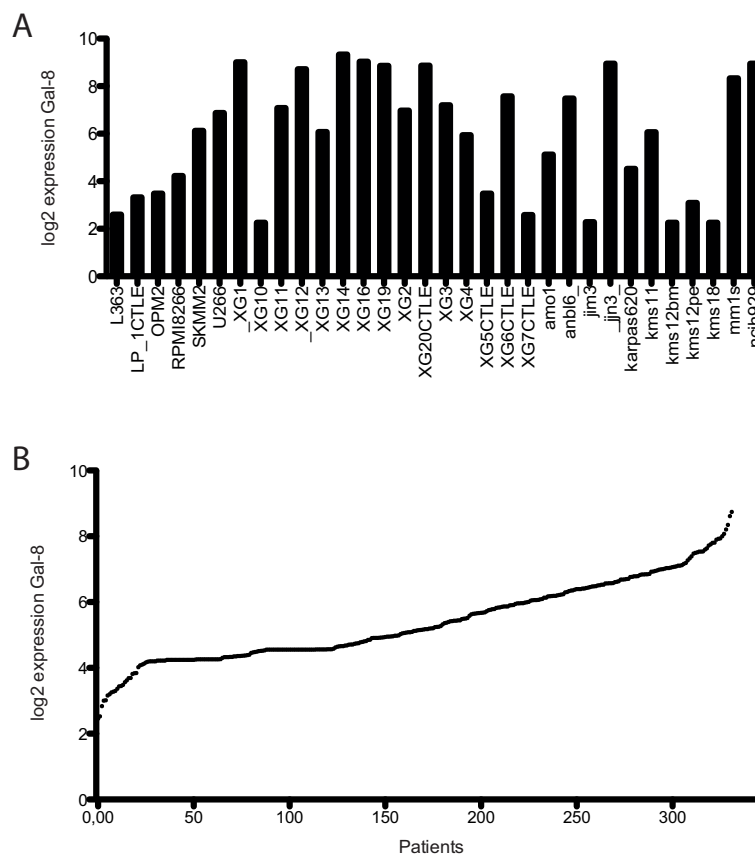 A
log2 expression Gal-8
10
8
6
4
2
0
L363
LP_1CTLE
OPM2
RPMI8266
SKMM2
U266
_XG1
XG10
XG11
_XG12
_XG13
XG14
XG16
XG19
XG2
XG20CTLE
XG3
XG4
XG5CTLE
XG6CTLE
XG7CTLE
amo1
anbl6_
jim3
_jjn3_
karpas620
kms11
kms12bm
kms12pe
kms18
mm1s
ncih929
B
log2 expression Gal-8
10
8
6
4
2
0
0,00
50
100
150
200
250
300
Patients